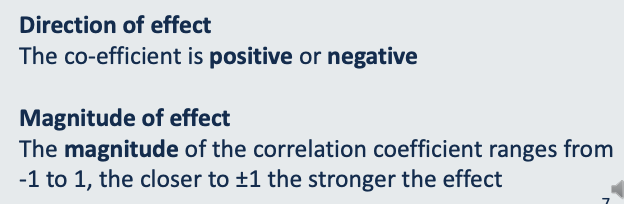 Direction of effect
The co-efficient is positive or negative
Magnitude of effect
The magnitude of the correlation coefficient ranges from
-1 to 1, the closer to ±1 the stronger the effect
7